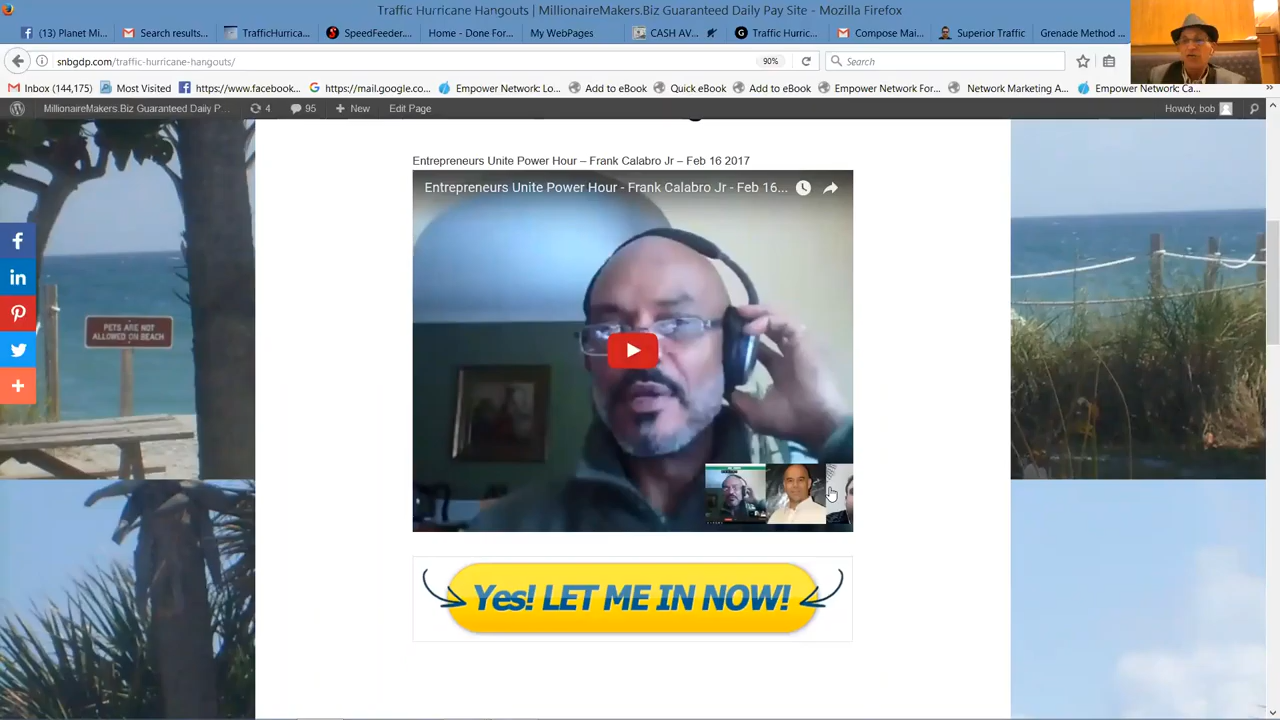 Traffic Hurricane Hangouts | MillionaireMakers.Biz Guaranteed Daily Pay Site - Mozilla Firefox
(13) Planet Mi... Search results... TrafficHurrica... SpeedFeeder... Home - Done For... My WebPages CASH AV... Traffic Hurric... Compose Mai... Superior Traffic Grenade Method ...
snbgdp.com/traffic-hurricane-hangouts/ 90% Search
Inbox (144,175) Most Visited https://www.facebook... https://mail.google.co... Empower Network: Lo... Add to eBook Quick eBook Add to eBook Empower Network For... Network Marketing A... Empower Network: Ca...
MillionaireMakers.Biz Guaranteed Daily P... 4 95 New Edit Page Howdy, bob
Entrepreneurs Unite Power Hour – Frank Calabro Jr – Feb 16 2017
Entrepreneurs Unite Power Hour - Frank Calabro Jr - Feb 16...
PETS ARE NOT
ALLOWED ON BEACH
Yes! LET ME IN NOW!